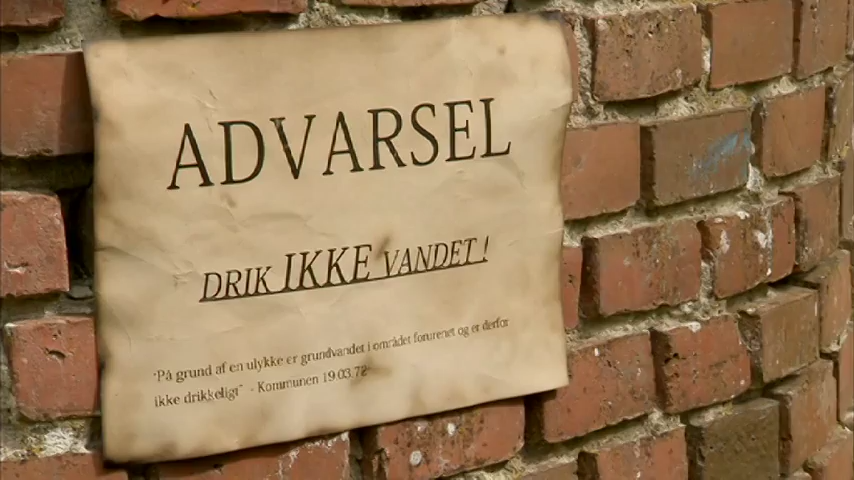 ADVARSEL
DRIK IKKE VANDET!
"På grund af en ulykke er grundvandet i området forurenet og er derfor
ikke drikkeligt" - Kommunen 19.03.72